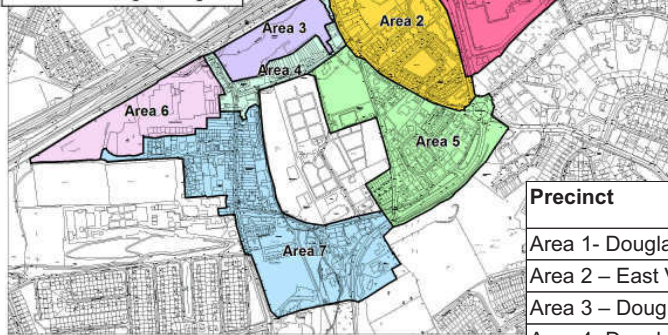 Area 3
Area 2
Area 4
Area 6
Area 5
Area 7
Precinct
Area 1- Dougla
Area 2 – East V
Area 3 – Doug